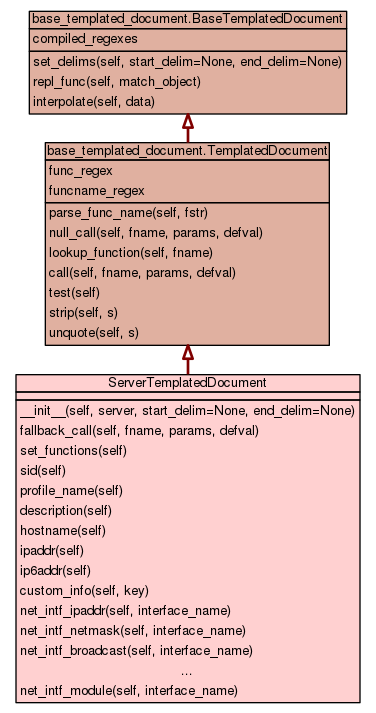 base_templated_document.BaseTemplatedDocument
compiled_regexes
set_delims(self, start_delim=None, end_delim=None)
repl_func(self, match_object)
interpolate(self, data)
base_templated_document.TemplatedDocument
func_regex
funcname_regex
parse_func_name(self, fstr)
null_call(self, fname, params, defval)
lookup_function(self, fname)
call(self, fname, params, defval)
test(self)
strip(self, s)
unquote(self, s)
ServerTemplatedDocument
__init__(self, server, start_delim=None, end_delim=None)
fallback_call(self, fname, params, defval)
set_functions(self)
sid(self)
profile_name(self)
description(self)
hostname(self)
ipaddr(self)
ip6addr(self)
custom_info(self, key)
net_intf_ipaddr(self, interface_name)
net_intf_netmask(self, interface_name)
net_intf_broadcast(self, interface_name)
...
net_intf_module(self, interface_name)